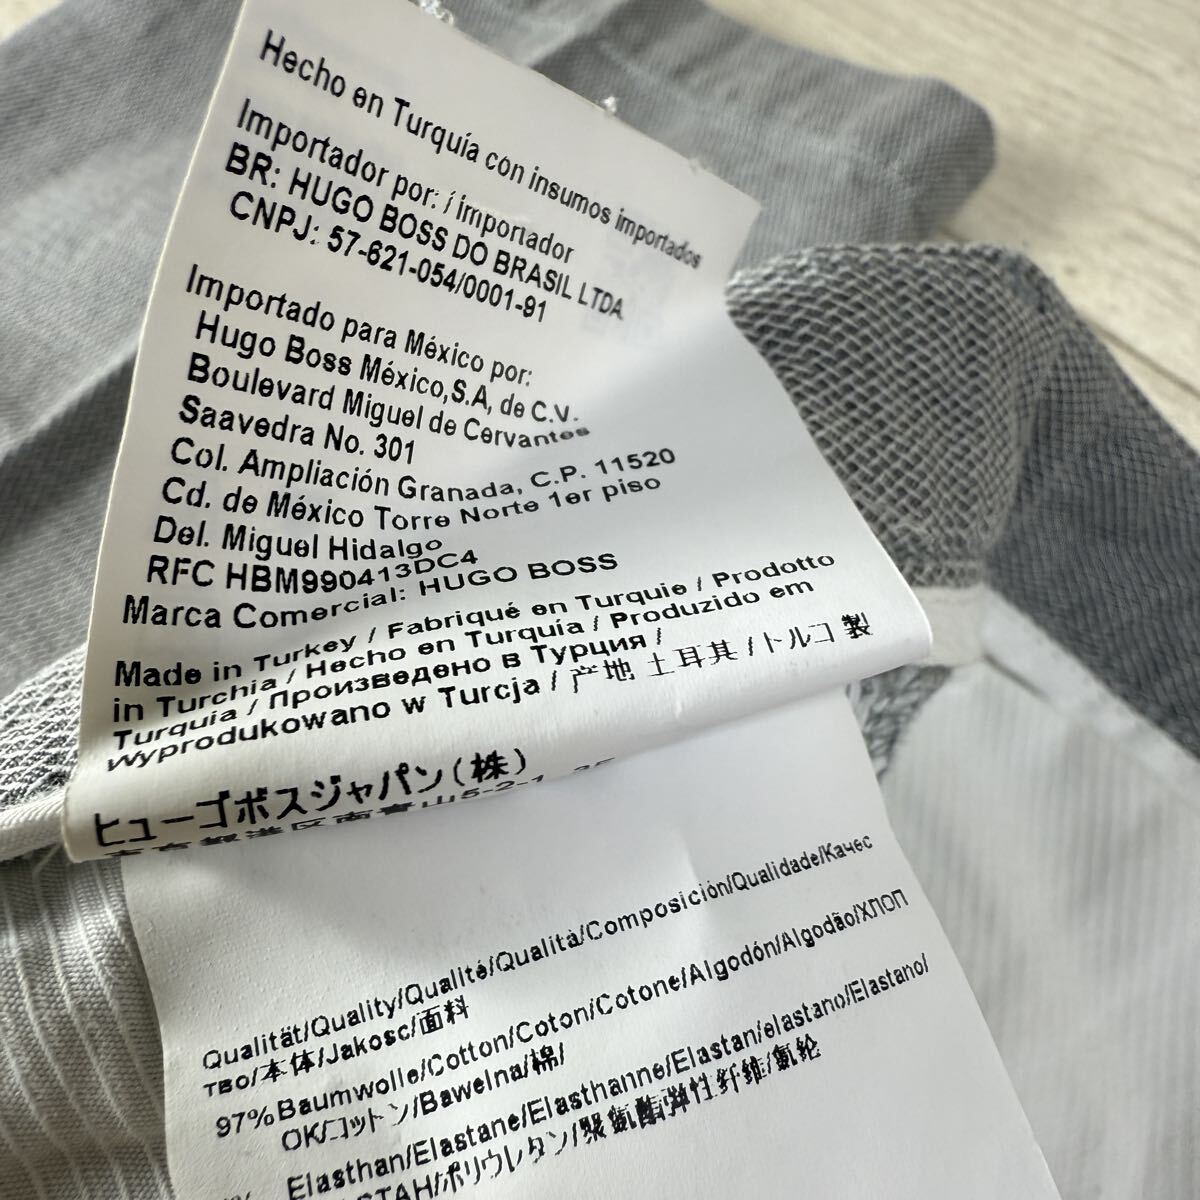 Hecho en Turquía con insumos importados
Importador por: / importador
BR: HUGO BOSS DO BRASIL LTDA
CNPJ: 57-621-054/0001-91
Importado para México por:
Hugo Boss México,S.A, de C.V.
Boulevard Miguel de Cervantes
Saavedra No. 301
Col. Ampliación Granada, C.P. 11520
Cd. de México Torre Norte 1er piso
Del. Miguel Hidalgo
RFC HBM990413DC4
Marca Comercial: HUGO BOSS
Made in Turkey / Fabriqué en Turquie / Prodotto
in Turchia / Hecho en Turquía / Produzido em
Turquia / Произведено в Турция /
Wyprodukowano w Turcja / 产地 土耳其 / トルコ 製
ヒューゴボスジャパン(株)
Qualität/Quality/Qualité/Qualità/Composición/Qualidade/Качес
тво/本体/Jakosc/面料
97% Baumwolle/Cotton/Coton/Cotone/Algodón/Algodão/ХЛОП
OK/コットン/Bawelna/棉/
Elasthan/Elastane/Elasthanne/Elastan/elastano/Elastano/
ЭЛАСТАН/ポリウレタン/聚氨酯弹性纤维/氨纶